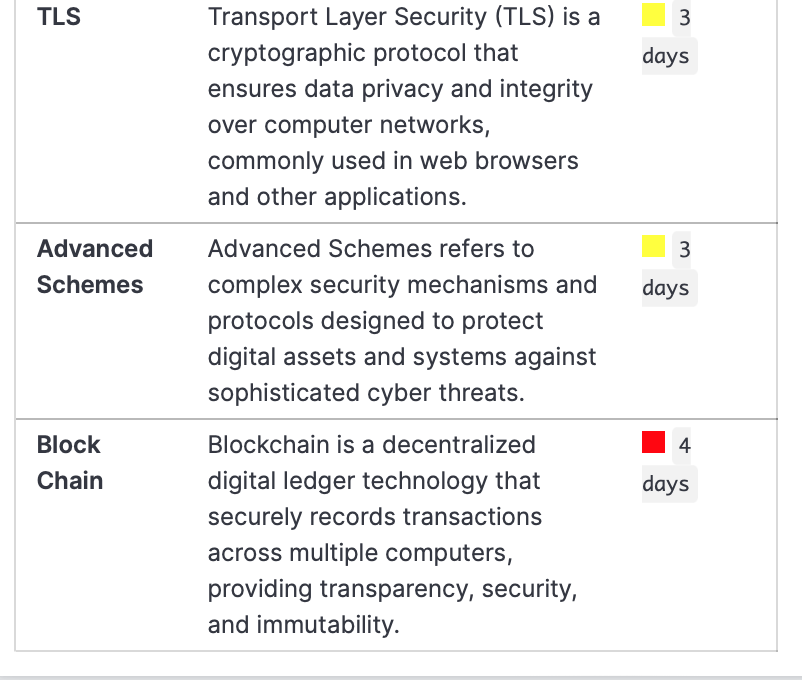 TLS
Transport Layer Security (TLS) is a
cryptographic protocol that
ensures data privacy and integrity
over computer networks,
commonly used in web browsers
and other applications.
3
days
Advanced
Schemes
Advanced Schemes refers to
complex security mechanisms and
protocols designed to protect
digital assets and systems against
sophisticated cyber threats.
3
days
Block
Chain
Blockchain is a decentralized
digital ledger technology that
securely records transactions
across multiple computers,
providing transparency, security,
and immutability.
4
days